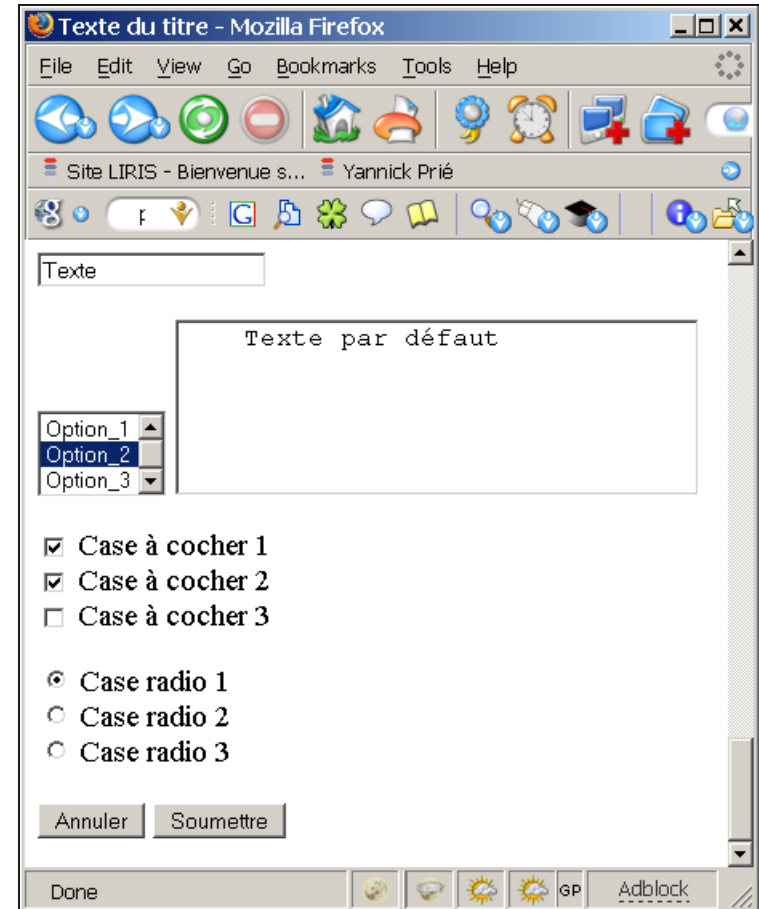 Texte du titre - Mozilla Firefox
File Edit View Go Bookmarks Tools Help
Site LIRIS - Bienvenue s... Yannick Prié
G
Texte
Texte par défaut
Option_1
Option_2
Option_3
Case à cocher 1
Case à cocher 2
Case à cocher 3
Case radio 1
Case radio 2
Case radio 3
Annuler Soumettre
Done GP Adblock